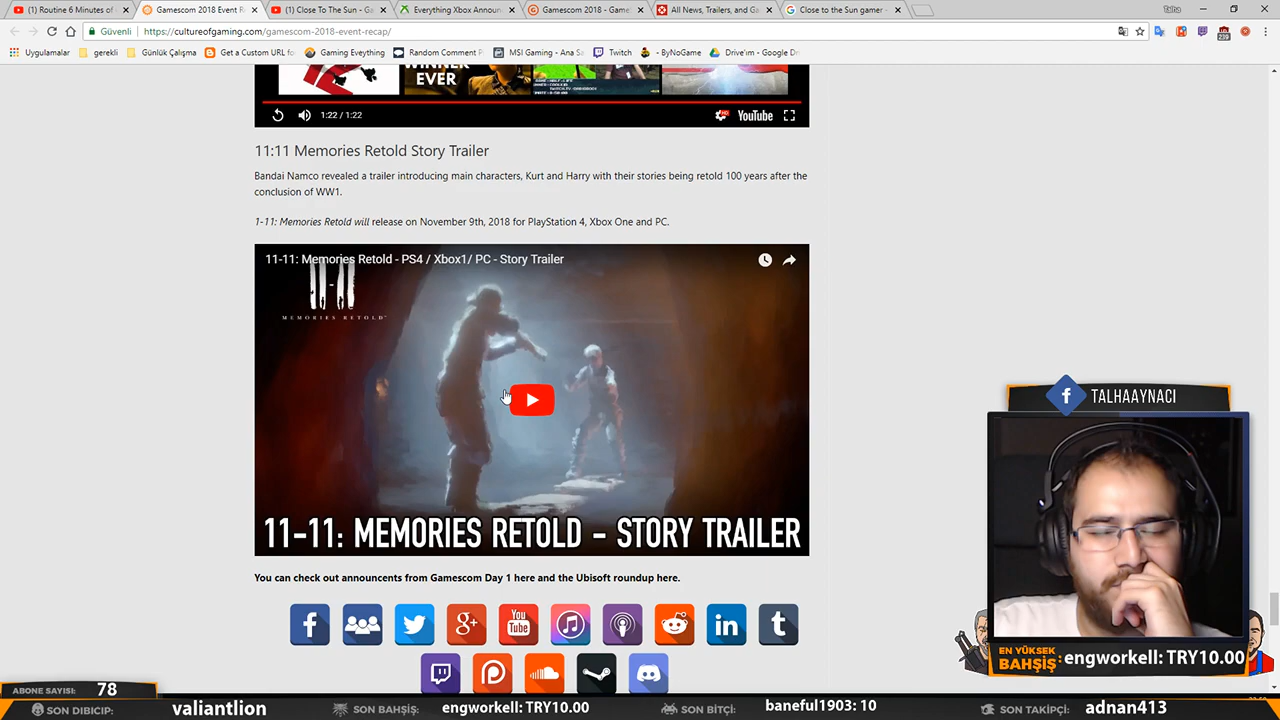 (1) Routine 6 Minutes of
Gamescom 2018 Event R
(1) Close To The Sun - Ga
Everything Xbox Announ
Gamescom 2018 - Game
All News, Trailers, and Ga
Close to the Sun gamer -
Talha
Güvenli
https://cultureofgaming.com/gamescom-2018-event-recap/
239
Uygulamalar
gerekli
Günlük Çalışma
Get a Custom URL fo
Gaming Eveything
Random Comment P
MSI Gaming - Ana Sa
Twitch
- ByNoGame
Drive'ım - Google Dr
WINNER
EVER
1:22 / 1:22
HD
YouTube
11:11 Memories Retold Story Trailer
Bandai Namco revealed a trailer introducing main characters, Kurt and Harry with their stories being retold 100 years after the
conclusion of WW1.
1-11: Memories Retold will release on November 9th, 2018 for PlayStation 4, Xbox One and PC.
11-11: Memories Retold - PS4 / Xbox1/ PC - Story Trailer
11-11
MEMORIES RETOLD
11-11: MEMORIES RETOLD - STORY TRAILER
You can check out announcents from Gamescom Day 1 here and the Ubisoft roundup here.
f
g+
You
Tube
in
t
f
TALHAAYNACI
EN YÜKSEK
BAHŞİŞ:
engworkell: TRY10.00
ABONE SAYISI:
78
SON DIBICIP:
valiantlion
SON BAHŞİŞ:
engworkell: TRY10.00
SON BİTÇİ:
baneful1903: 10
SON TAKİPÇİ:
adnan413